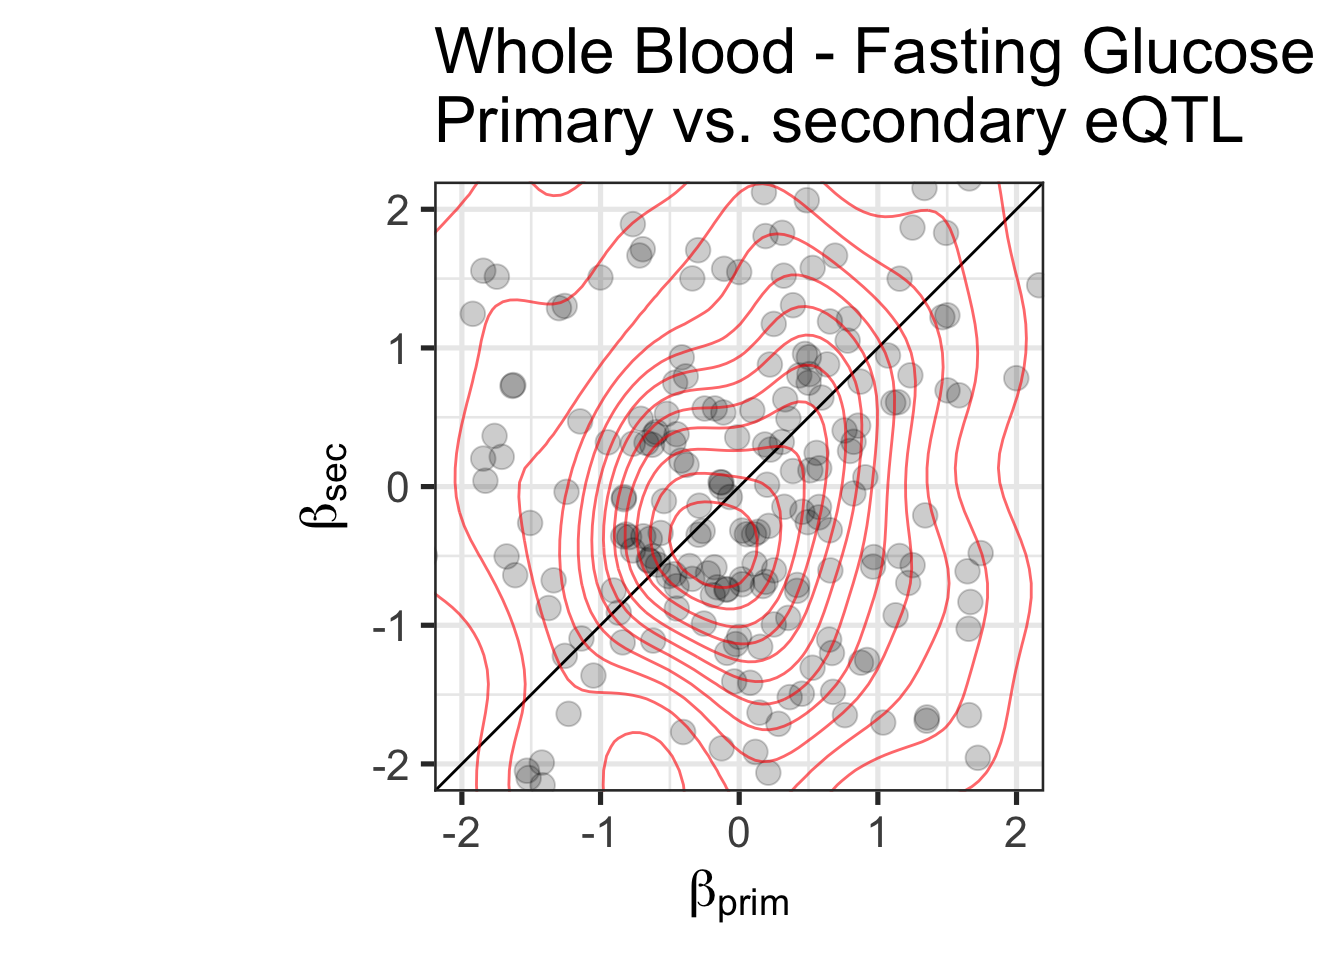 Whole Blood - Fasting Glucose
Primary vs. secondary eQTL
2
1
0
-1
-2
βsec
-2 -1 0 1 2
βprim